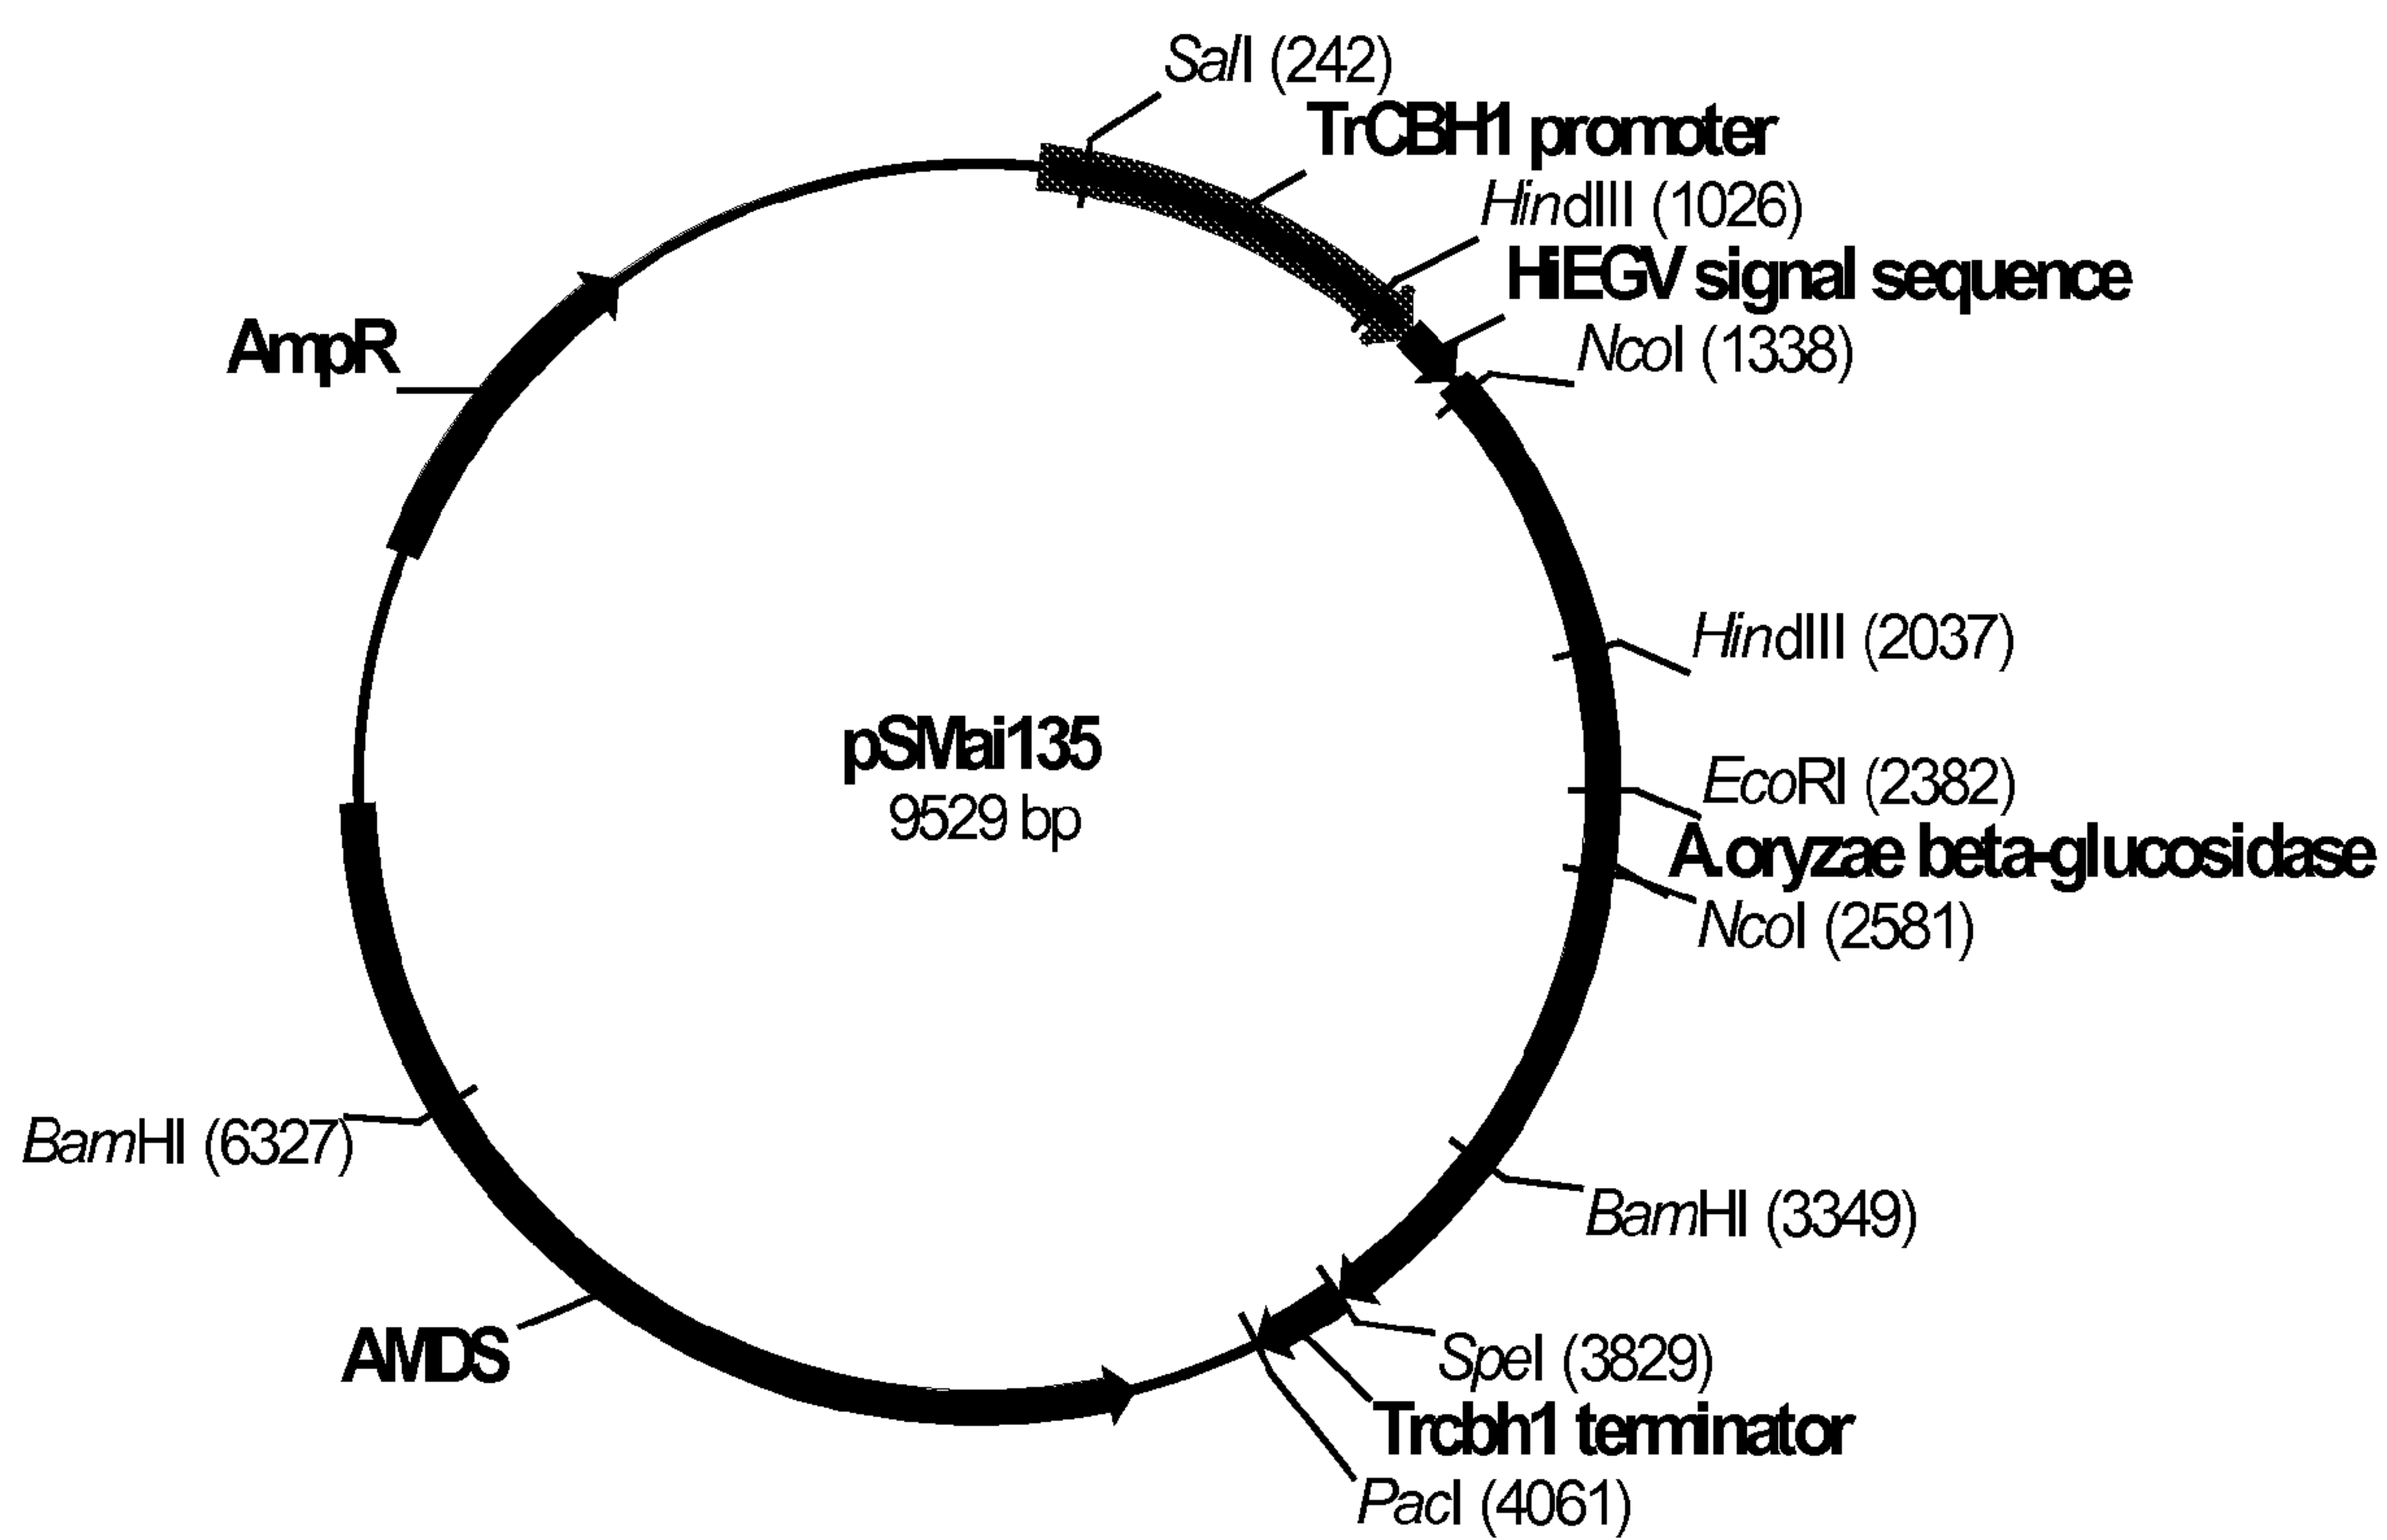 SalI (242)
TrCBH1 promoter
HindIII (1026)
HiEGV signal sequence
NcoI (1338)
AmpR
HindIII (2037)
pSMai135
9529 bp
EcoRI (2382)
A.oryzae beta-glucosidase
NcoI (2581)
BamHI (6327)
BamHI (3349)
AMDS
SpeI (3829)
Trcbh1 terminator
PacI (4061)